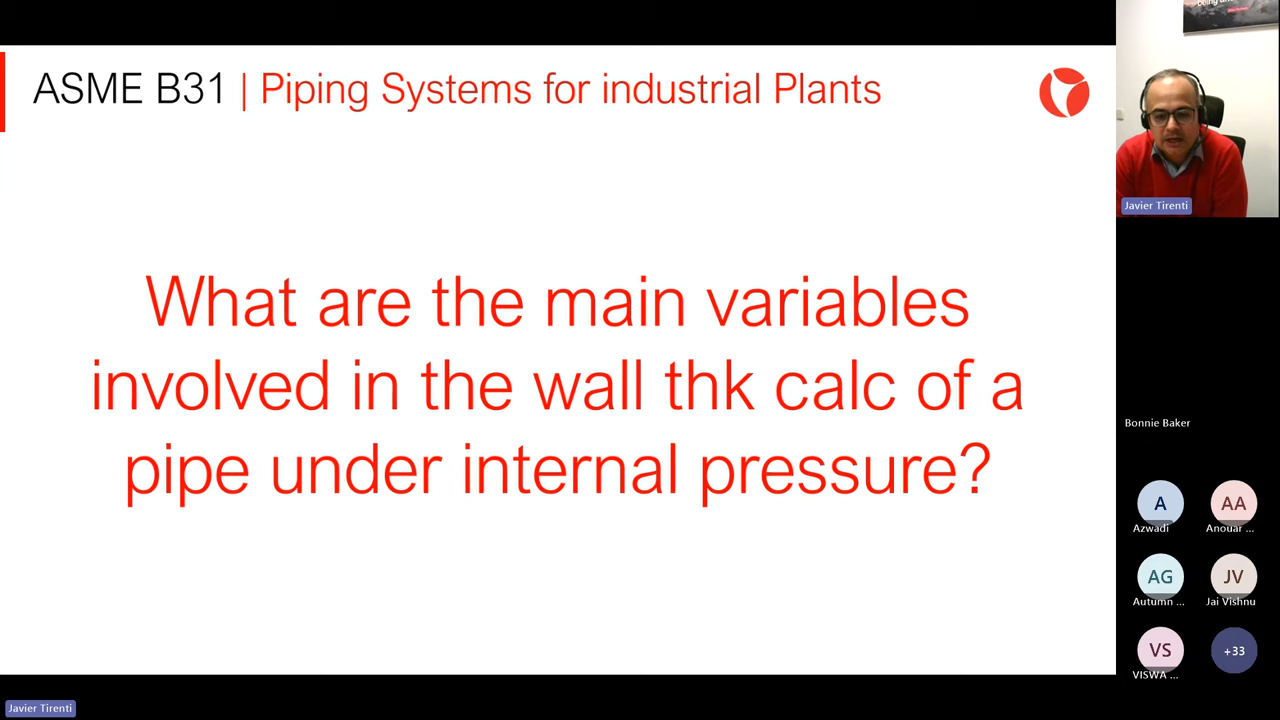 ASME B31 | Piping Systems for industrial Plants
What are the main variables
involved in the wall thk calc of a
pipe under internal pressure?
Javier Tirenti
Bonnie Baker
A
Azwadi
AA
Anouar ...
AG
Autumn ...
JV
Jai Vishnu
VS
VISWA ...
+33
Javier Tirenti